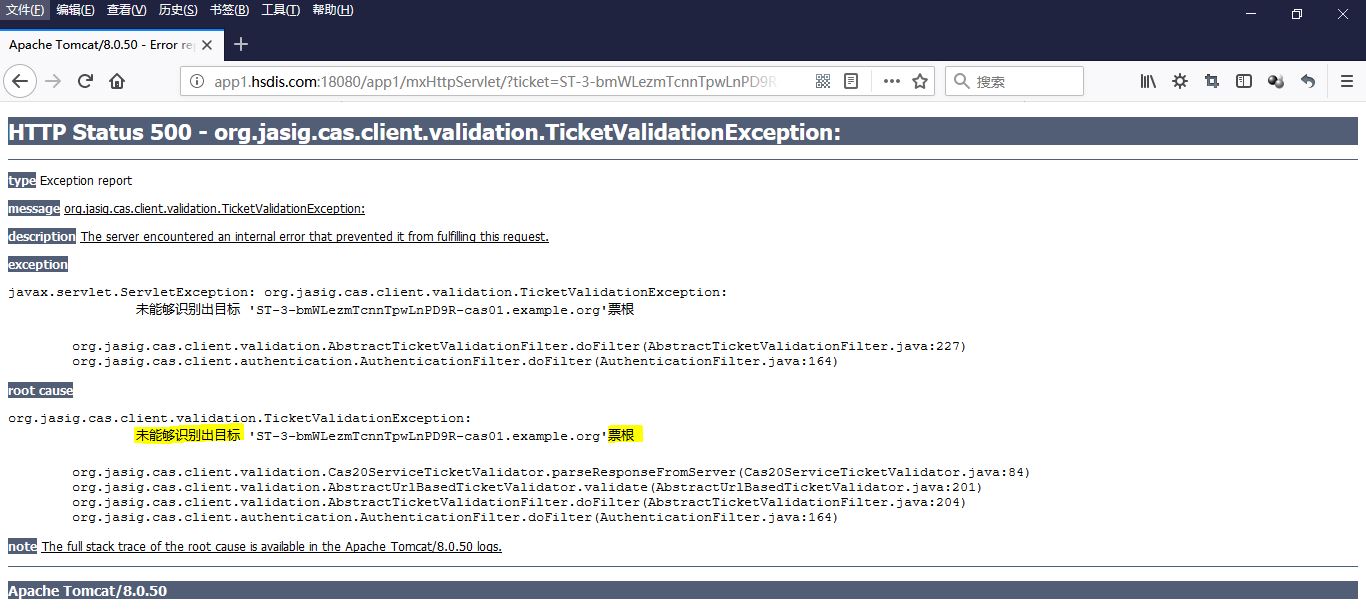 文件(F) 编辑(E) 查看(V) 历史(S) 书签(B) 工具(T) 帮助(H)
Apache Tomcat/8.0.50 - Error re
app1.hsdis.com:18080/app1/mxHttpServlet/?ticket=ST-3-bmWLezmTcnnTpwLnPD9R
搜索
HTTP Status 500 - org.jasig.cas.client.validation.TicketValidationException:
type Exception report
message org.jasig.cas.client.validation.TicketValidationException:
description The server encountered an internal error that prevented it from fulfilling this request.
exception
javax.servlet.ServletException: org.jasig.cas.client.validation.TicketValidationException:
未能够识别出目标 'ST-3-bmWLezmTcnnTpwLnPD9R-cas01.example.org'票根
org.jasig.cas.client.validation.AbstractTicketValidationFilter.doFilter(AbstractTicketValidationFilter.java:227)
org.jasig.cas.client.authentication.AuthenticationFilter.doFilter(AuthenticationFilter.java:164)
root cause
org.jasig.cas.client.validation.TicketValidationException:
未能够识别出目标 'ST-3-bmWLezmTcnnTpwLnPD9R-cas01.example.org'票根
org.jasig.cas.client.validation.Cas20ServiceTicketValidator.parseResponseFromServer(Cas20ServiceTicketValidator.java:84)
org.jasig.cas.client.validation.AbstractUrlBasedTicketValidator.validate(AbstractUrlBasedTicketValidator.java:201)
org.jasig.cas.client.validation.AbstractTicketValidationFilter.doFilter(AbstractTicketValidationFilter.java:204)
org.jasig.cas.client.authentication.AuthenticationFilter.doFilter(AuthenticationFilter.java:164)
note The full stack trace of the root cause is available in the Apache Tomcat/8.0.50 logs.
Apache Tomcat/8.0.50